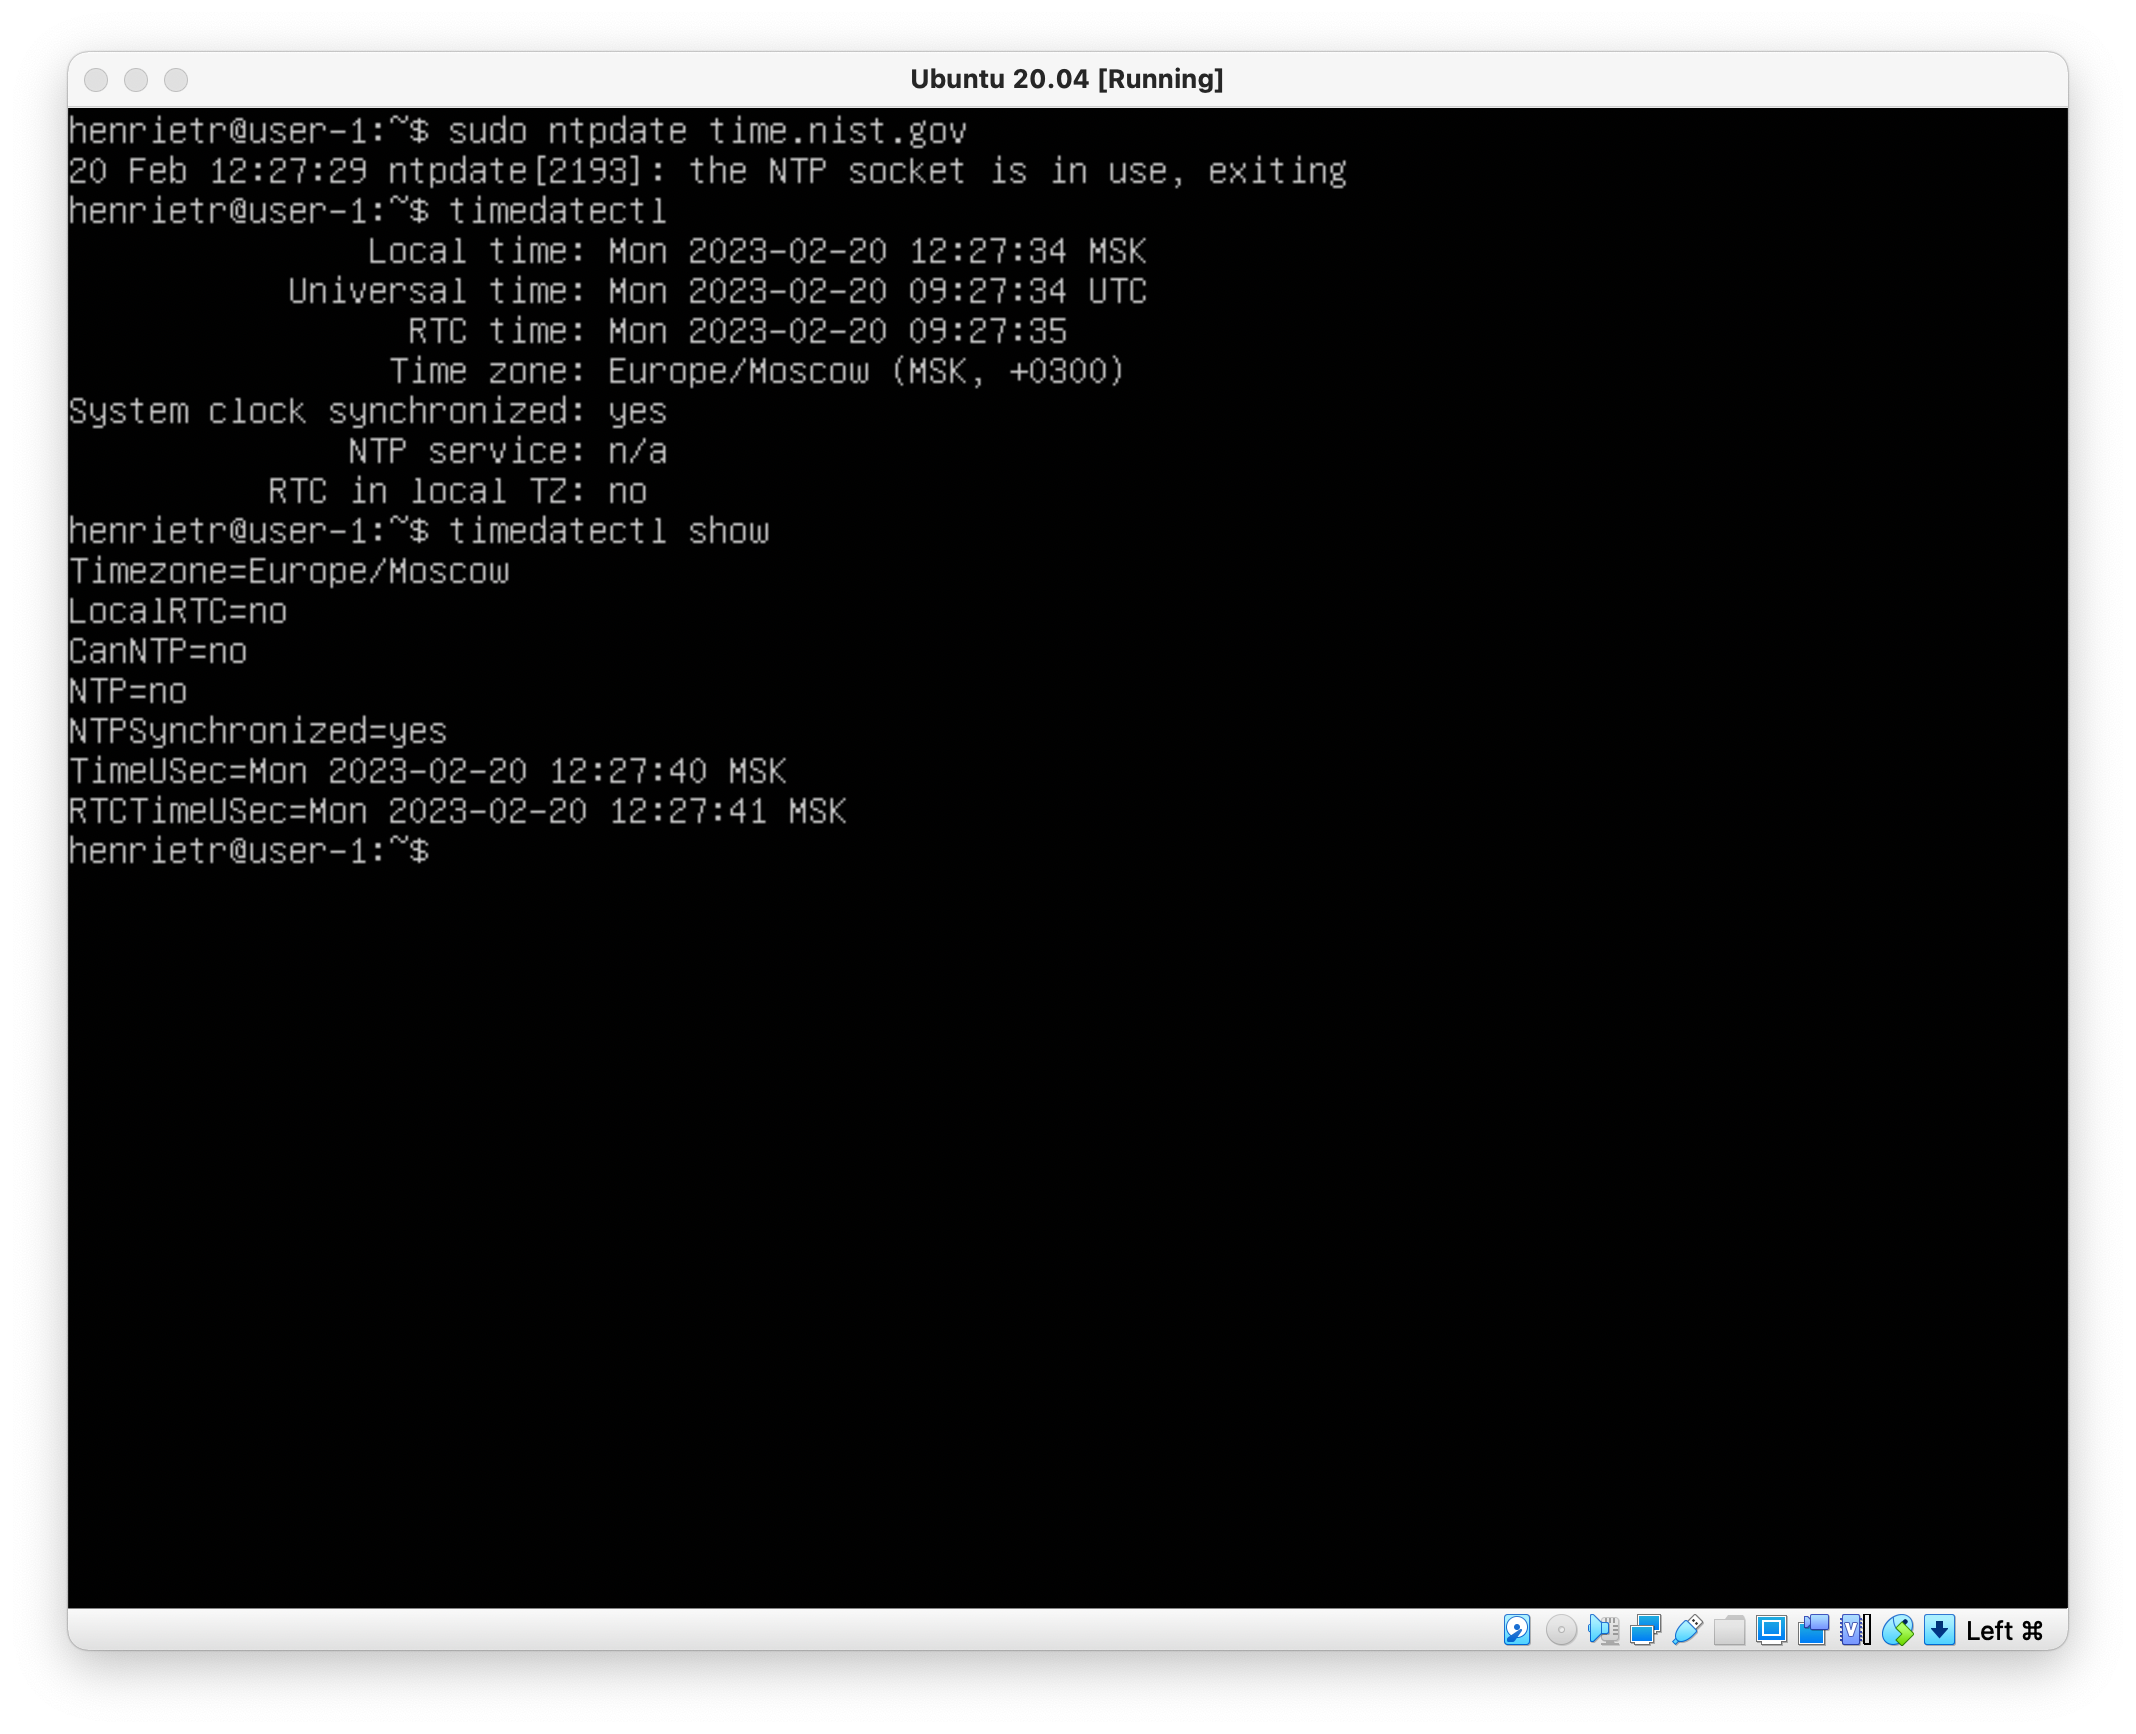 Ubuntu 20.04 [Running]
henrietr@user-1:~$ sudo ntpdate time.nist.gov
20 Feb 12:27:29 ntpdate[2193]: the NTP socket is in use, exiting
henrietr@user-1:~$ timedatectl
Local time: Mon 2023-02-20 12:27:34 MSK
Universal time: Mon 2023-02-20 09:27:34 UTC
RTC time: Mon 2023-02-20 09:27:35
Time zone: Europe/Moscow (MSK, +0300)
System clock synchronized: yes
NTP service: n/a
RTC in local TZ: no
henrietr@user-1:~$ timedatectl show
Timezone=Europe/Moscow
LocalRTC=no
CanNTP=no
NTP=no
NTPSynchronized=yes
TimeUSec=Mon 2023-02-20 12:27:40 MSK
RTCTimeUSec=Mon 2023-02-20 12:27:41 MSK
henrietr@user-1:~$
Left ⌘